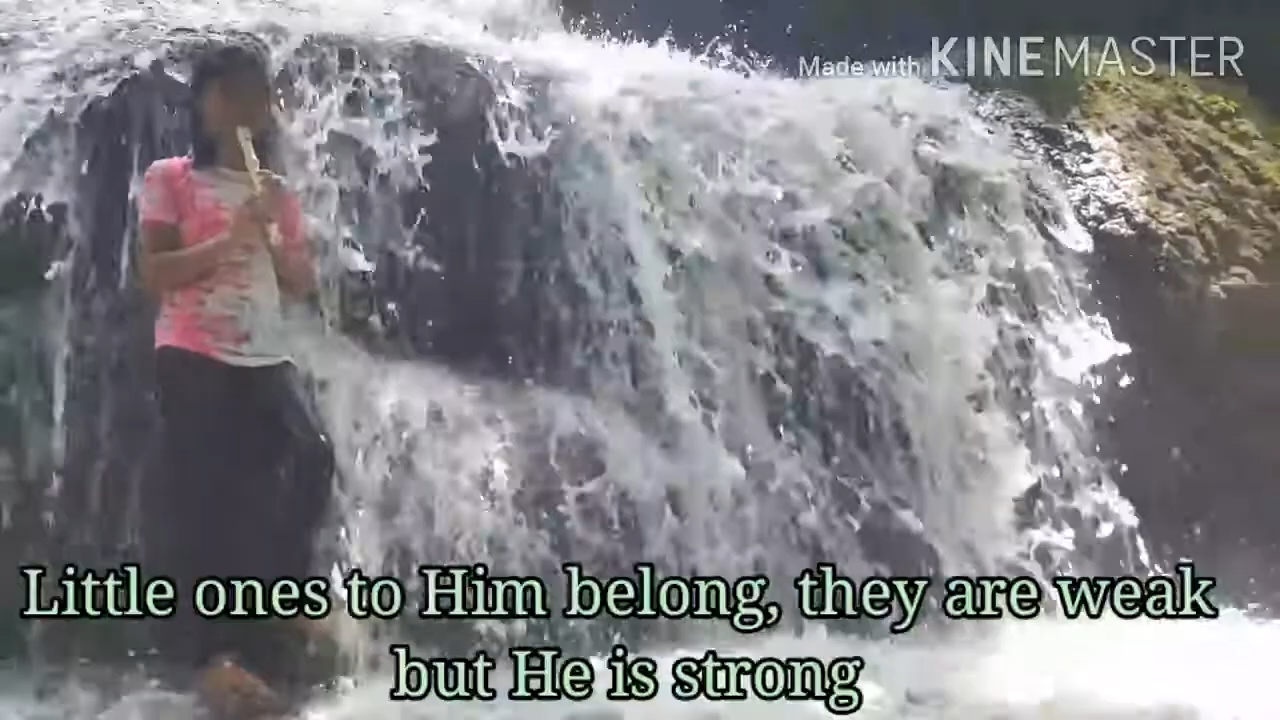 Made with KINEMASTER
Little ones to Him belong, they are weak
but He is strong